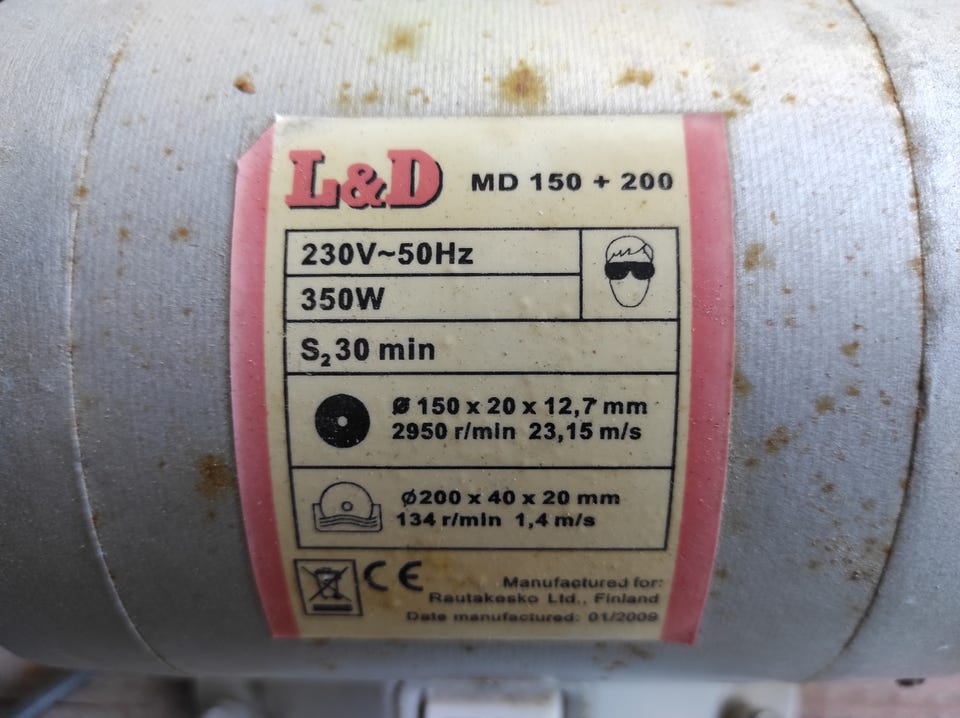 L&D MD 150 + 200
230V~50Hz
350W
S₂ 30 min
Ø 150 x 20 x 12,7 mm
2950 r/min 23,15 m/s
Ø200 x 40 x 20 mm
134 r/min 1,4 m/s
CE
Manufactured for:
Rautakesko Ltd., Finland
Date manufactured: 01/2009